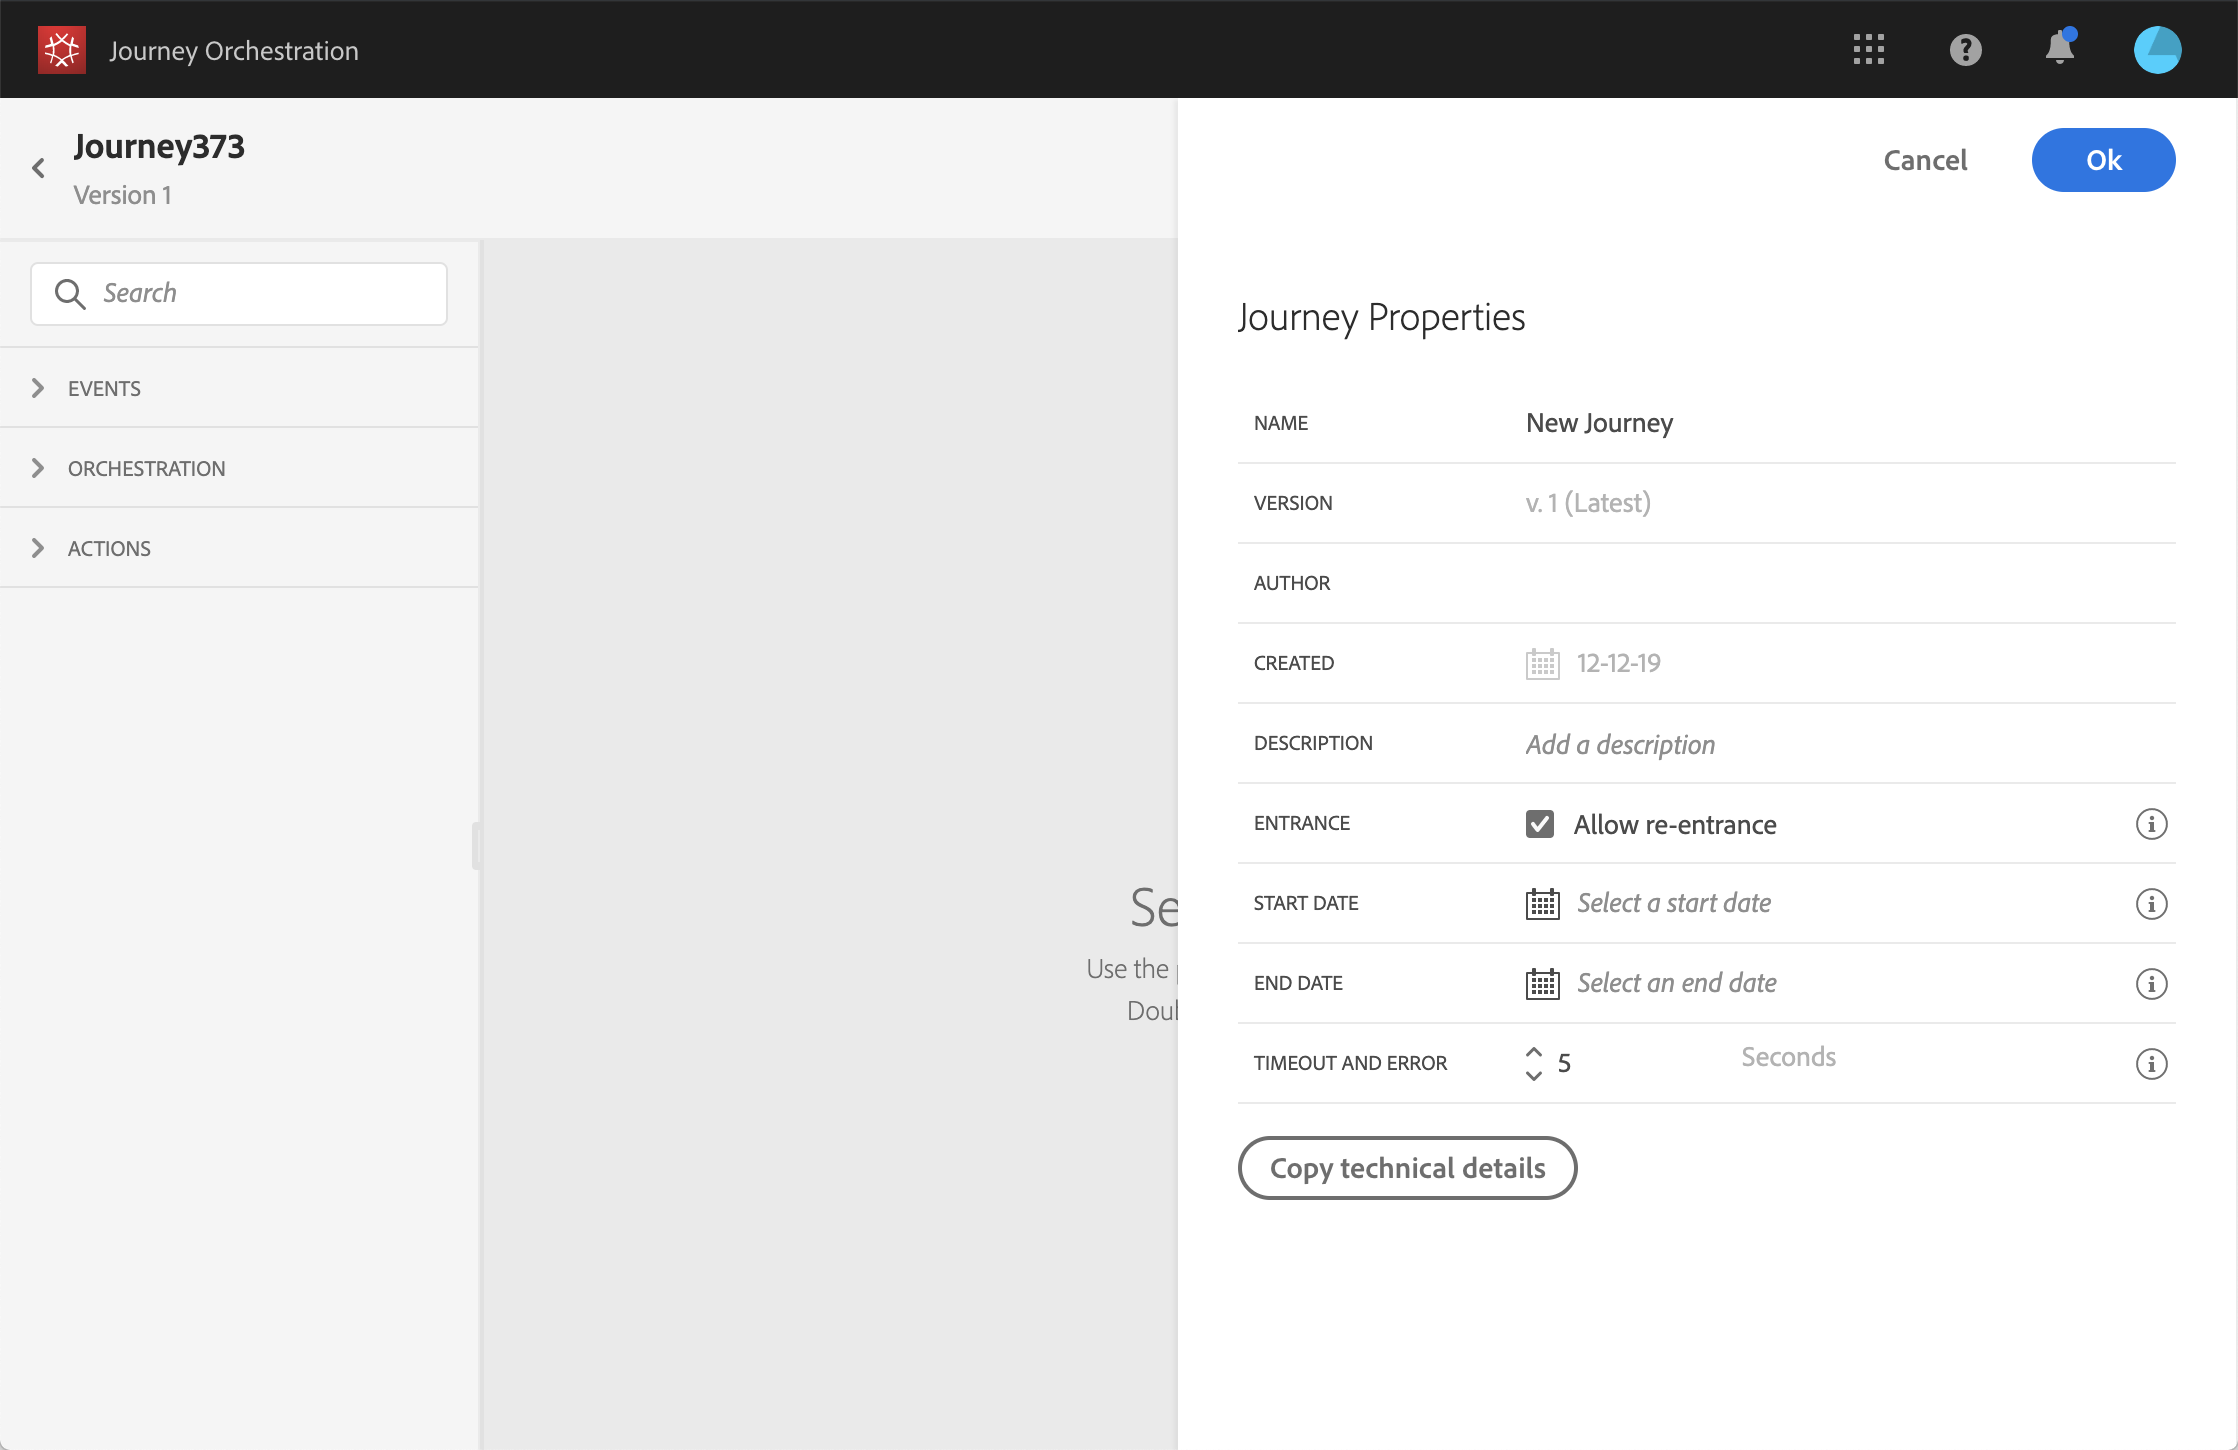 Journey Orchestration
Journey373
Version 1
Cancel
Ok
Search
EVENTS
ORCHESTRATION
ACTIONS
Se
Use the
Journey Properties
NAME New Journey
VERSION v. 1 (Latest)
AUTHOR
CREATED 12-12-19
DESCRIPTION Add a description
ENTRANCE Allow re-entrance
START DATE Select a start date
END DATE Select an end date
TIMEOUT AND ERROR 5 Seconds
Copy technical details